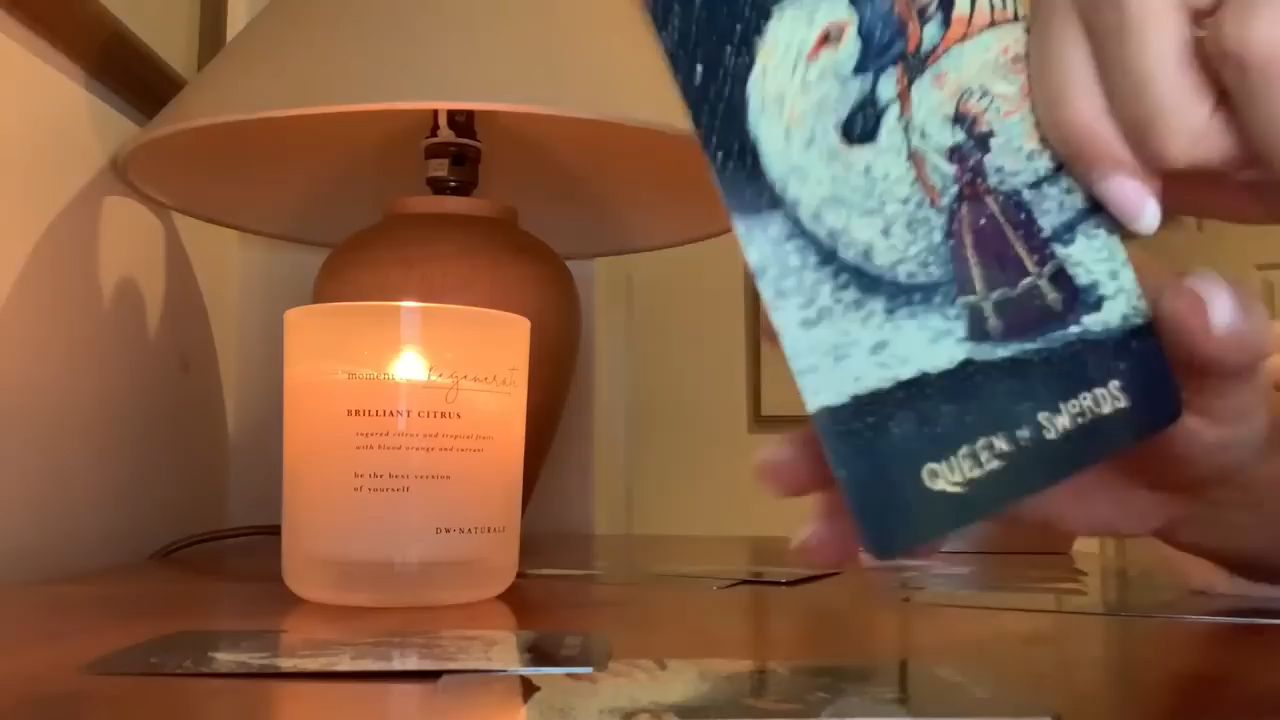 moment
Regenerate
BRILLIANT CITRUS
sugared citrus and tropical fruits
with blood orange and currant
be the best version
of yourself
DW•NATURALS
QUEEN OF SWORDS